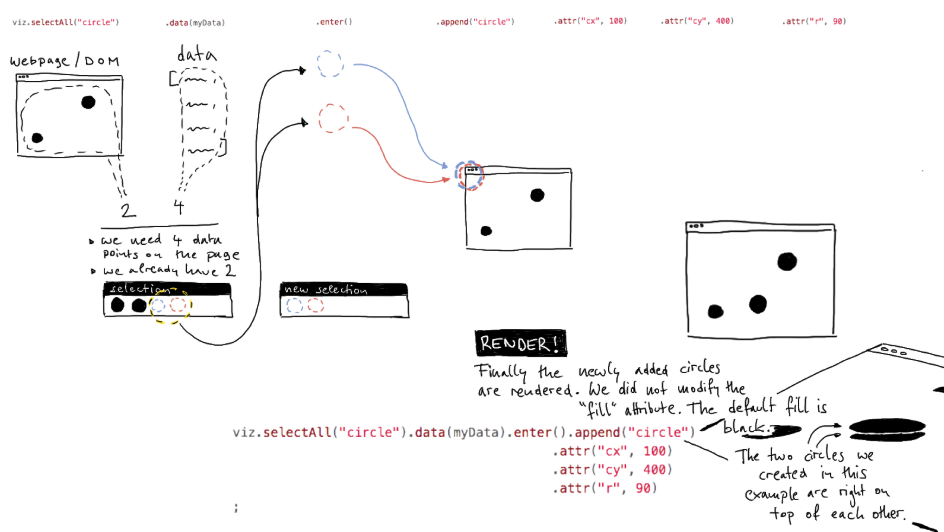 viz.selectAll("circle") .data(myData) .enter() .append("circle") .attr("cx", 100) .attr("cy", 400) .attr("r", 90)
webpage/DOM
data
2 4
we need 4 data
points on the page
we already have 2
selection
new selection
RENDER!
Finally the newly added circles
are rendered. We did not modify the
"fill" attribute. The default fill is
black.
viz.selectAll("circle").data(myData).enter().append("circle")
.attr("cx", 100)
.attr("cy", 400)
.attr("r", 90)
;
The two circles we
created in this
example are right on
top of each other.